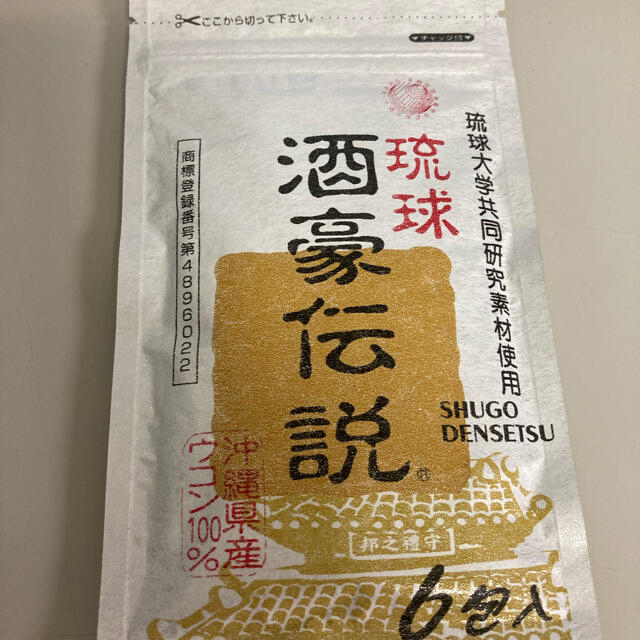 ここから切って下さい。
▼チャック付▼
琉球大学共同研究素材使用
琉球
酒豪伝説®
商標登録番号第4896022
SHUGO
DENSETSU
沖縄県産
ウコン100%
邦之禮守
6包入